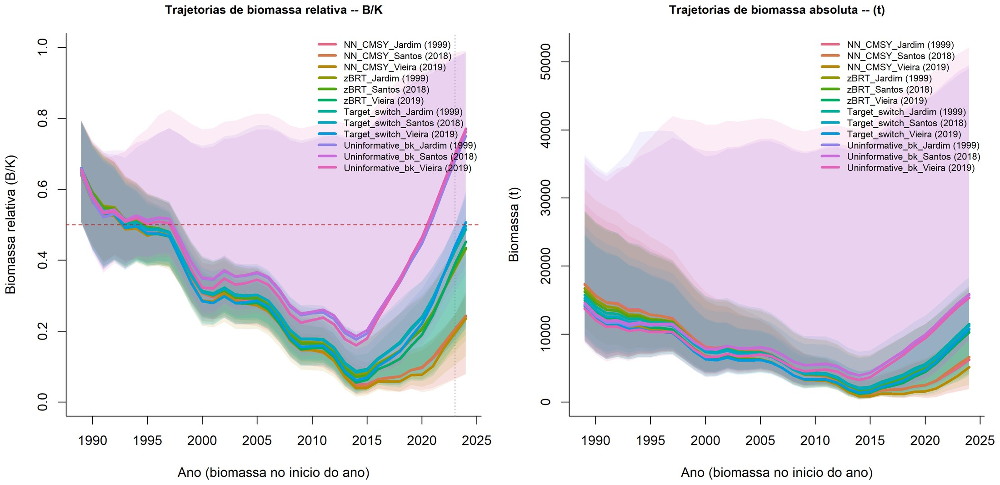 Trajetorias de biomassa relativa -- B/K
Biomassa relativa (B/K)
1.0
0.8
0.6
0.4
0.2
0.0
NN_CMSY_Jardim (1999)
NN_CMSY_Santos (2018)
NN_CMSY_Vieira (2019)
zBRT_Jardim (1999)
zBRT_Santos (2018)
zBRT_Vieira (2019)
Target_switch_Jardim (1999)
Target_switch_Santos (2018)
Target_switch_Vieira (2019)
Uninformative_bk_Jardim (1999)
Uninformative_bk_Santos (2018)
Uninformative_bk_Vieira (2019)
1990 1995 2000 2005 2010 2015 2020 2025
Ano (biomassa no inicio do ano)
Trajetorias de biomassa absoluta -- (t)
Biomassa (t)
50000
40000
30000
20000
10000
0
NN_CMSY_Jardim (1999)
NN_CMSY_Santos (2018)
NN_CMSY_Vieira (2019)
zBRT_Jardim (1999)
zBRT_Santos (2018)
zBRT_Vieira (2019)
Target_switch_Jardim (1999)
Target_switch_Santos (2018)
Target_switch_Vieira (2019)
Uninformative_bk_Jardim (1999)
Uninformative_bk_Santos (2018)
Uninformative_bk_Vieira (2019)
1990 1995 2000 2005 2010 2015 2020 2025
Ano (biomassa no inicio do ano)